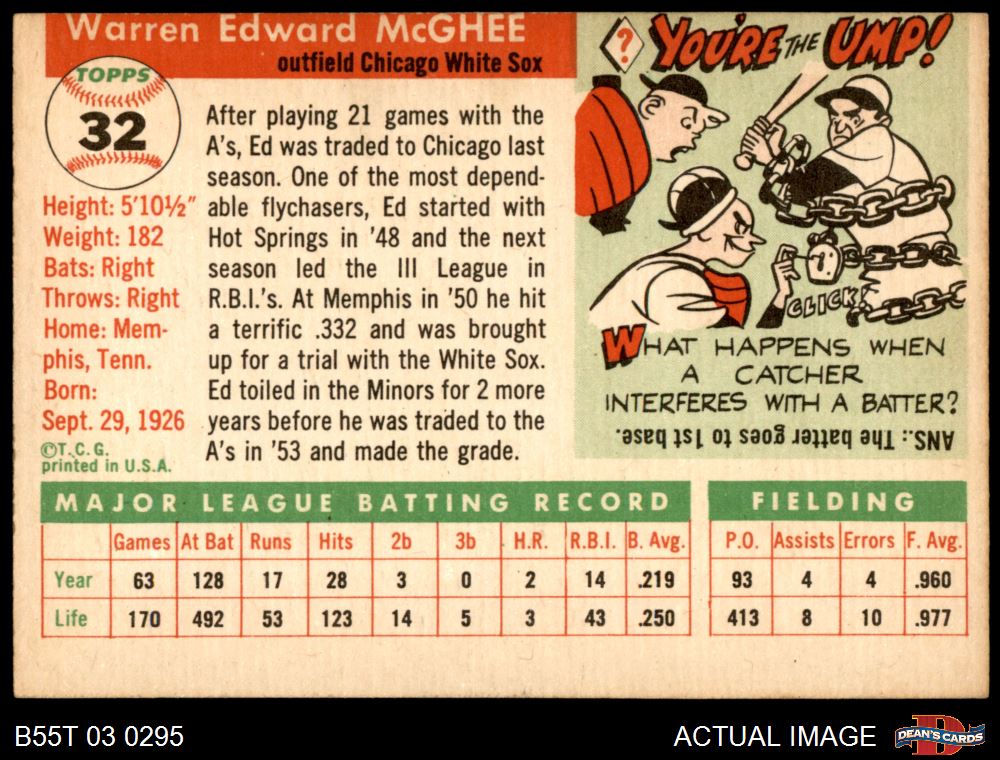 Warren Edward McGHEE
outfield Chicago White Sox
TOPPS
32
Height: 5'10½"
Weight: 182
Bats: Right
Throws: Right
Home: Mem-
phis, Tenn.
Born:
Sept. 29, 1926
©T.C.G.
printed in U.S.A.
After playing 21 games with the
A's, Ed was traded to Chicago last
season. One of the most depend-
able flychasers, Ed started with
Hot Springs in '48 and the next
season led the III League in
R.B.I.'s. At Memphis in '50 he hit
a terrific .332 and was brought
up for a trial with the White Sox.
Ed toiled in the Minors for 2 more
years before he was traded to the
A's in '53 and made the grade.
? YOU'RE THE UMP!
CLICK!
WHAT HAPPENS WHEN
A CATCHER
INTERFERES WITH A BATTER?
ANS.: The batter goes to 1st base.
MAJOR LEAGUE BATTING RECORD FIELDING
Games At Bat Runs Hits 2b 3b H.R. R.B.I. B. Avg. P.O. Assists Errors F. Avg.
Year 63 128 17 28 3 0 2 14 .219 93 4 4 .960
Life 170 492 53 123 14 5 3 43 .250 413 8 10 .977
B55T 03 0295 ACTUAL IMAGE D DEAN'S CARDS